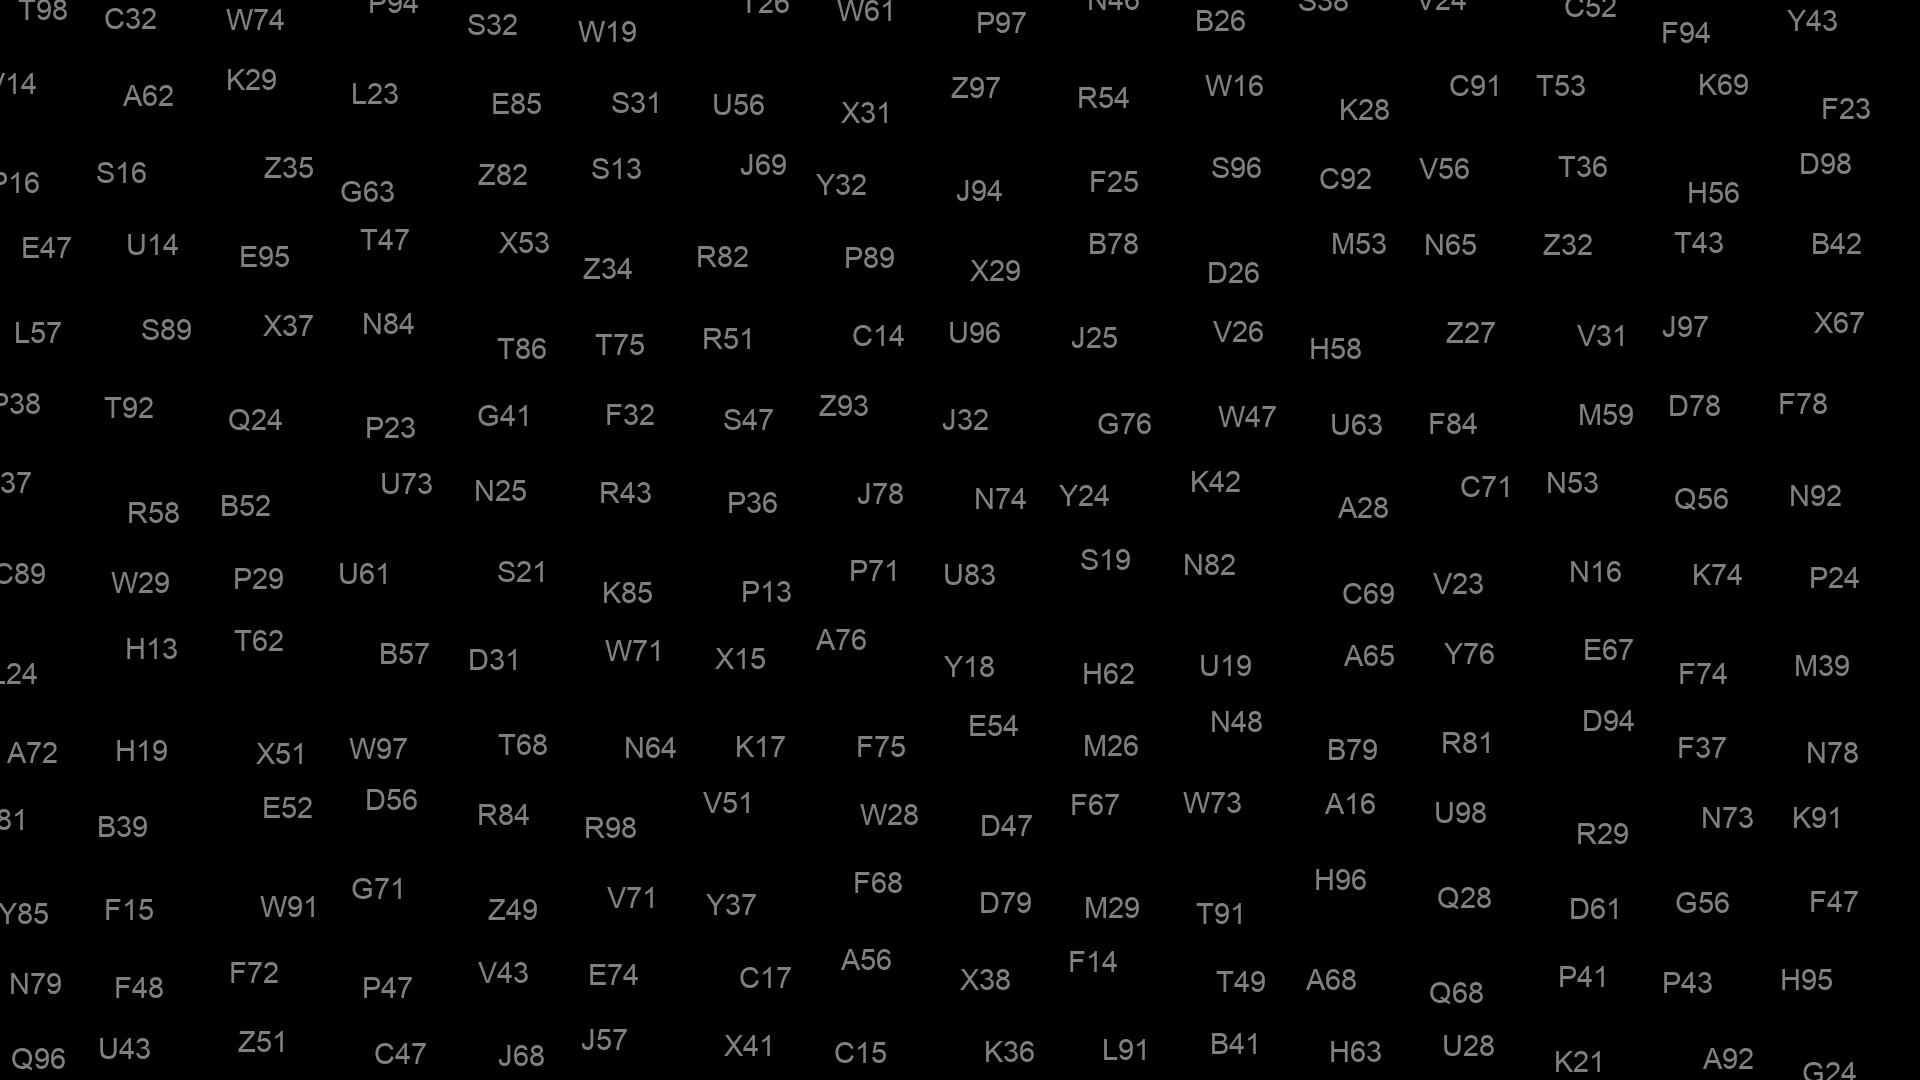 T98 C32 W74 P94 S32 W19 T26 W61 P97 N46 B26 S38 V24 C52 F94 Y43
V14 A62 K29 L23 E85 S31 U56 X31 Z97 R54 W16 K28 C91 T53 K69 F23
P16 S16 Z35 G63 Z82 S13 J69 Y32 J94 F25 S96 C92 V56 T36 H56 D98
E47 U14 E95 T47 X53 Z34 R82 P89 X29 B78 D26 M53 N65 Z32 T43 B42
L57 S89 X37 N84 T86 T75 R51 C14 U96 J25 V26 H58 Z27 V31 J97 X67
P38 T92 Q24 P23 G41 F32 S47 Z93 J32 G76 W47 U63 F84 M59 D78 F78
37 R58 B52 U73 N25 R43 P36 J78 N74 Y24 K42 A28 C71 N53 Q56 N92
C89 W29 P29 U61 S21 K85 P13 P71 U83 S19 N82 C69 V23 N16 K74 P24
L24 H13 T62 B57 D31 W71 X15 A76 Y18 H62 U19 A65 Y76 E67 F74 M39
A72 H19 X51 W97 T68 N64 K17 F75 E54 M26 N48 B79 R81 D94 F37 N78
81 B39 E52 D56 R84 R98 V51 W28 D47 F67 W73 A16 U98 R29 N73 K91
Y85 F15 W91 G71 Z49 V71 Y37 F68 D79 M29 T91 H96 Q28 D61 G56 F47
N79 F48 F72 P47 V43 E74 C17 A56 X38 F14 T49 A68 Q68 P41 P43 H95
Q96 U43 Z51 C47 J68 J57 X41 C15 K36 L91 B41 H63 U28 K21 A92 G24